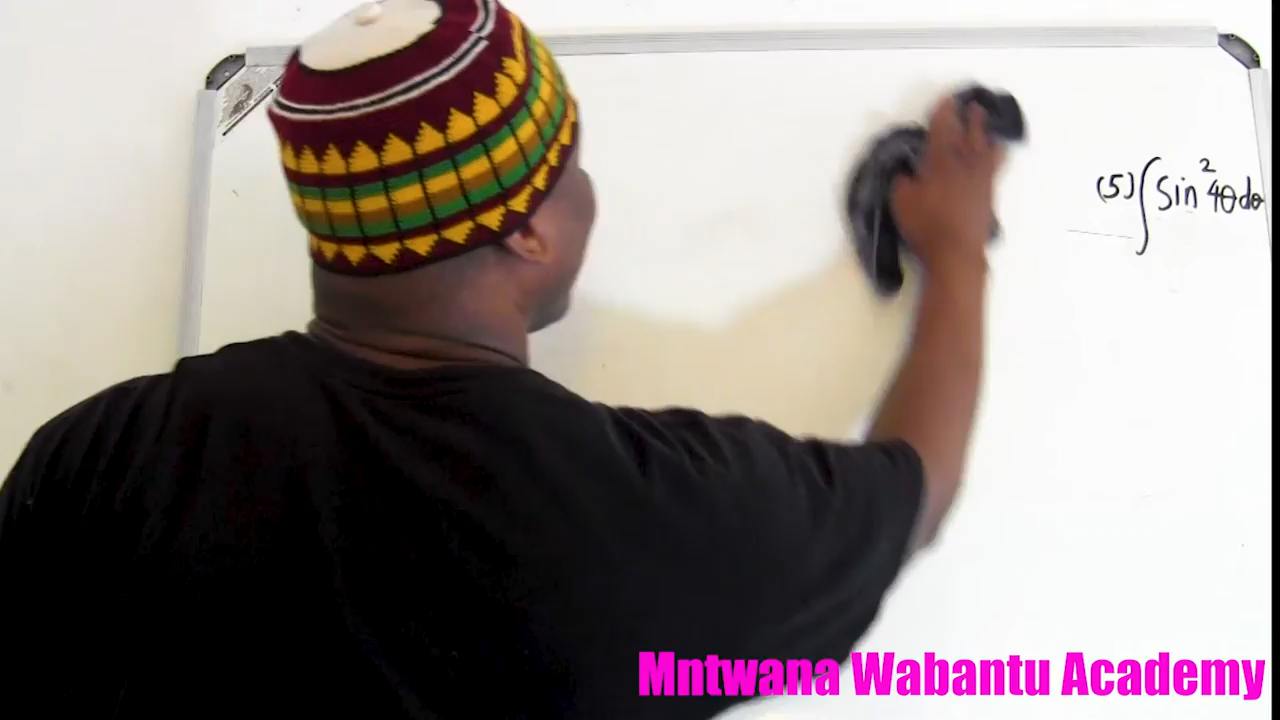 (5) ∫ Sin² 4θ dθ
Mntwana Wabantu Academy